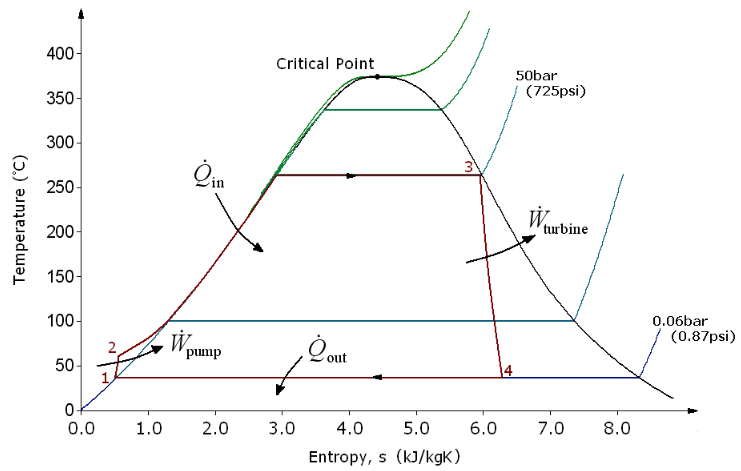 400
350
300
250
200
150
100
50
0
Temperature (°C)
Critical Point
50bar
(725psi)
3
Q̇in
Ẇturbine
0.06bar
(0.87psi)
2
Ẇpump
Q̇out
1
4
0.0 1.0 2.0 3.0 4.0 5.0 6.0 7.0 8.0
Entropy, s (kJ/kgK)